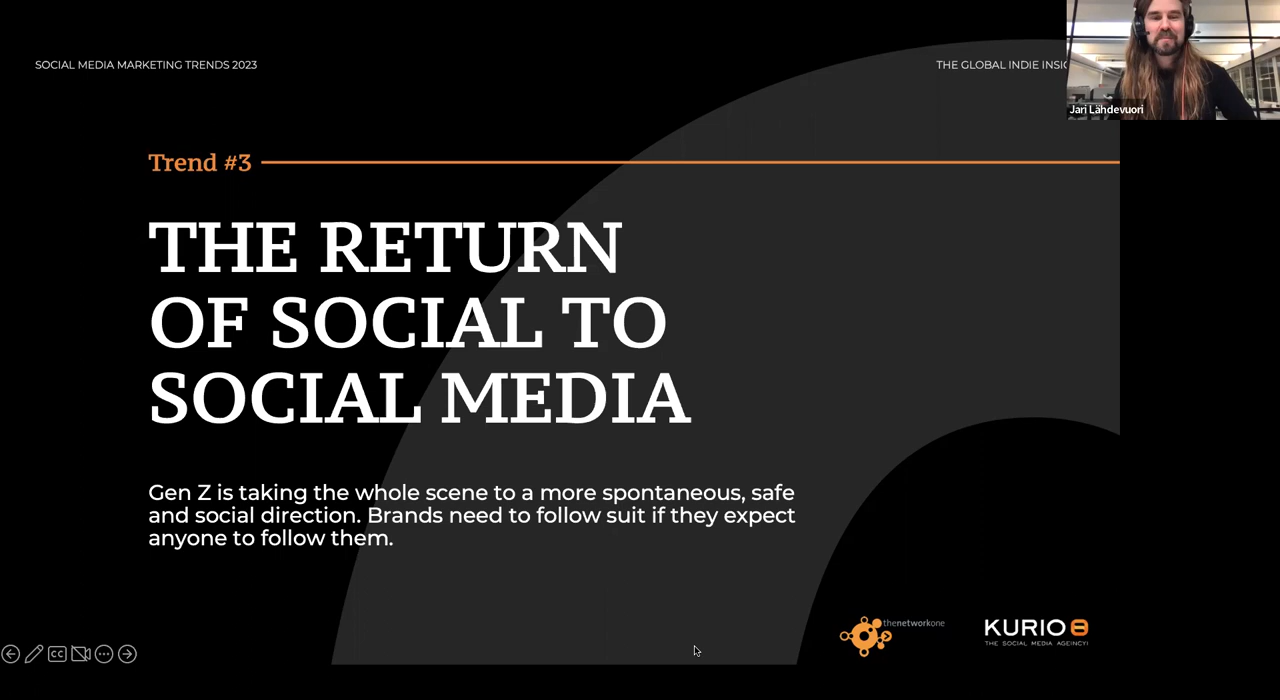 SOCIAL MEDIA MARKETING TRENDS 2023
THE GLOBAL INDIE
Jari Lähdevuori
Trend #3
THE RETURN
OF SOCIAL TO
SOCIAL MEDIA
Gen Z is taking the whole scene to a more spontaneous, safe
and social direction. Brands need to follow suit if they expect
anyone to follow them.
thenetworkone
KURIO
THE SOCIAL MEDIA AGEINCY!
CC